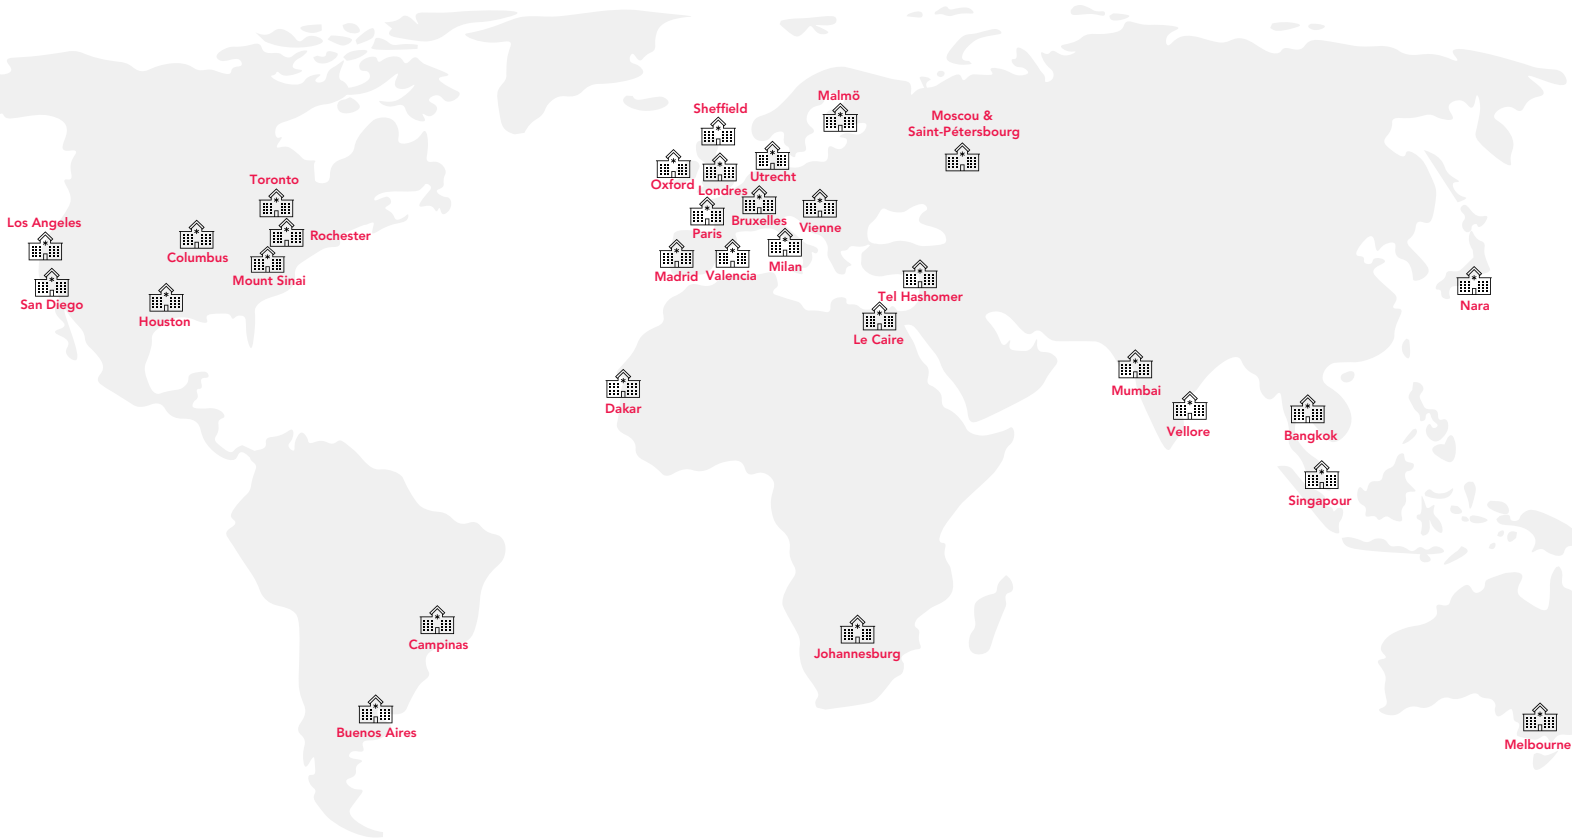 Malmö
Sheffield
Moscou &
Saint-Pétersbourg
Utrecht
Toronto
Oxford
Londres
Los Angeles
Bruxelles
Vienne
Paris
Rochester
Columbus
Milan
Madrid
Valencia
Mount Sinai
Tel Hashomer
San Diego
Nara
Houston
Le Caire
Mumbai
Dakar
Vellore
Bangkok
Singapour
Campinas
Johannesburg
Buenos Aires
Melbourne